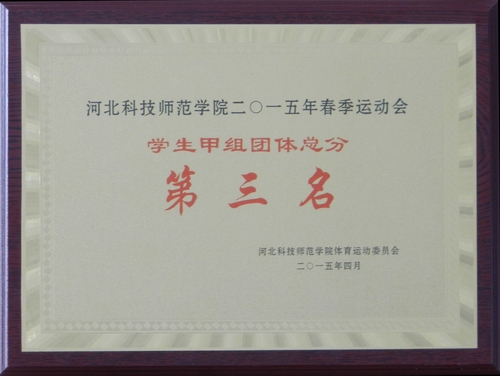 河北科技师范学院二〇一五年春季运动会
学生甲组团体总分
第三名
河北科技师范学院体育运动委员会
二〇一五年四月